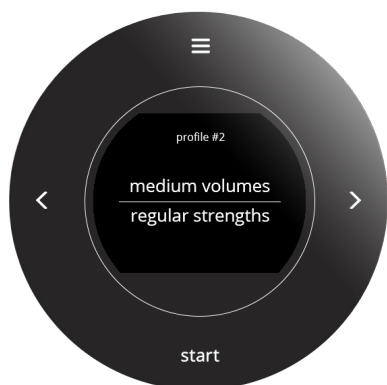 profile #2
medium volumes
regular strengths
start